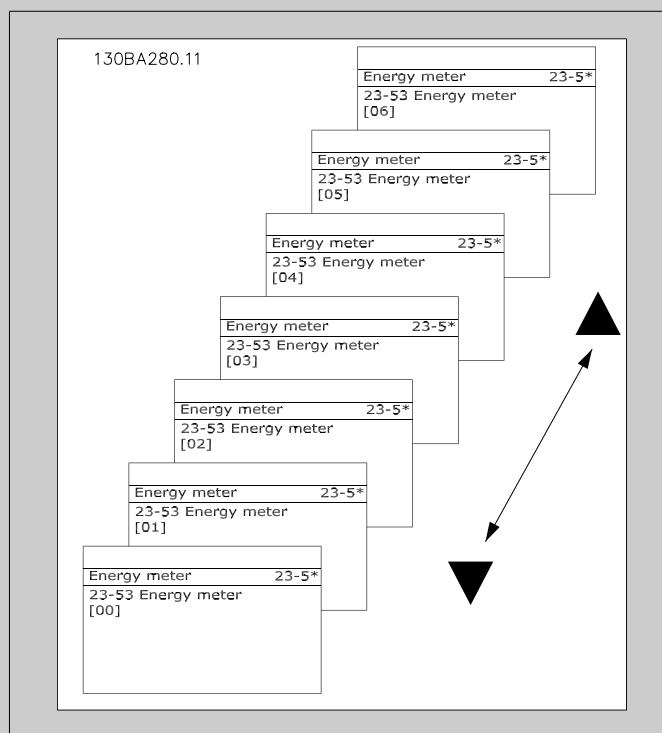 130BA280.11
Energy meter 23-5*
23-53 Energy meter
[06]
Energy meter 23-5*
23-53 Energy meter
[05]
Energy meter 23-5*
23-53 Energy meter
[04]
Energy meter 23-5*
23-53 Energy meter
[03]
Energy meter 23-5*
23-53 Energy meter
[02]
Energy meter 23-5*
23-53 Energy meter
[01]
Energy meter 23-5*
23-53 Energy meter
[00]